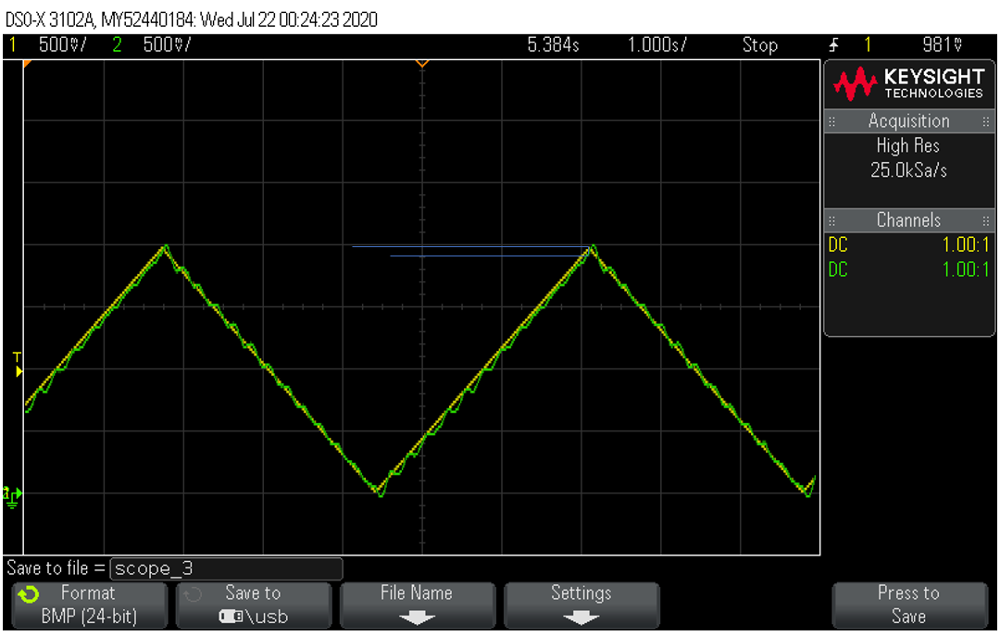 DSO-X 3102A, MY52440184: Wed Jul 22 00:24:23 2020
1 500mV/ 2 500mV/ 5.384s 1.000s/ Stop 1 981mV
KEYSIGHT
TECHNOLOGIES
Acquisition
High Res
25.0kSa/s
Channels
DC 1.00:1
DC 1.00:1
T
Save to file = scope_3
Format
BMP (24-bit)
Save to
\usb
File Name
Settings
Press to
Save